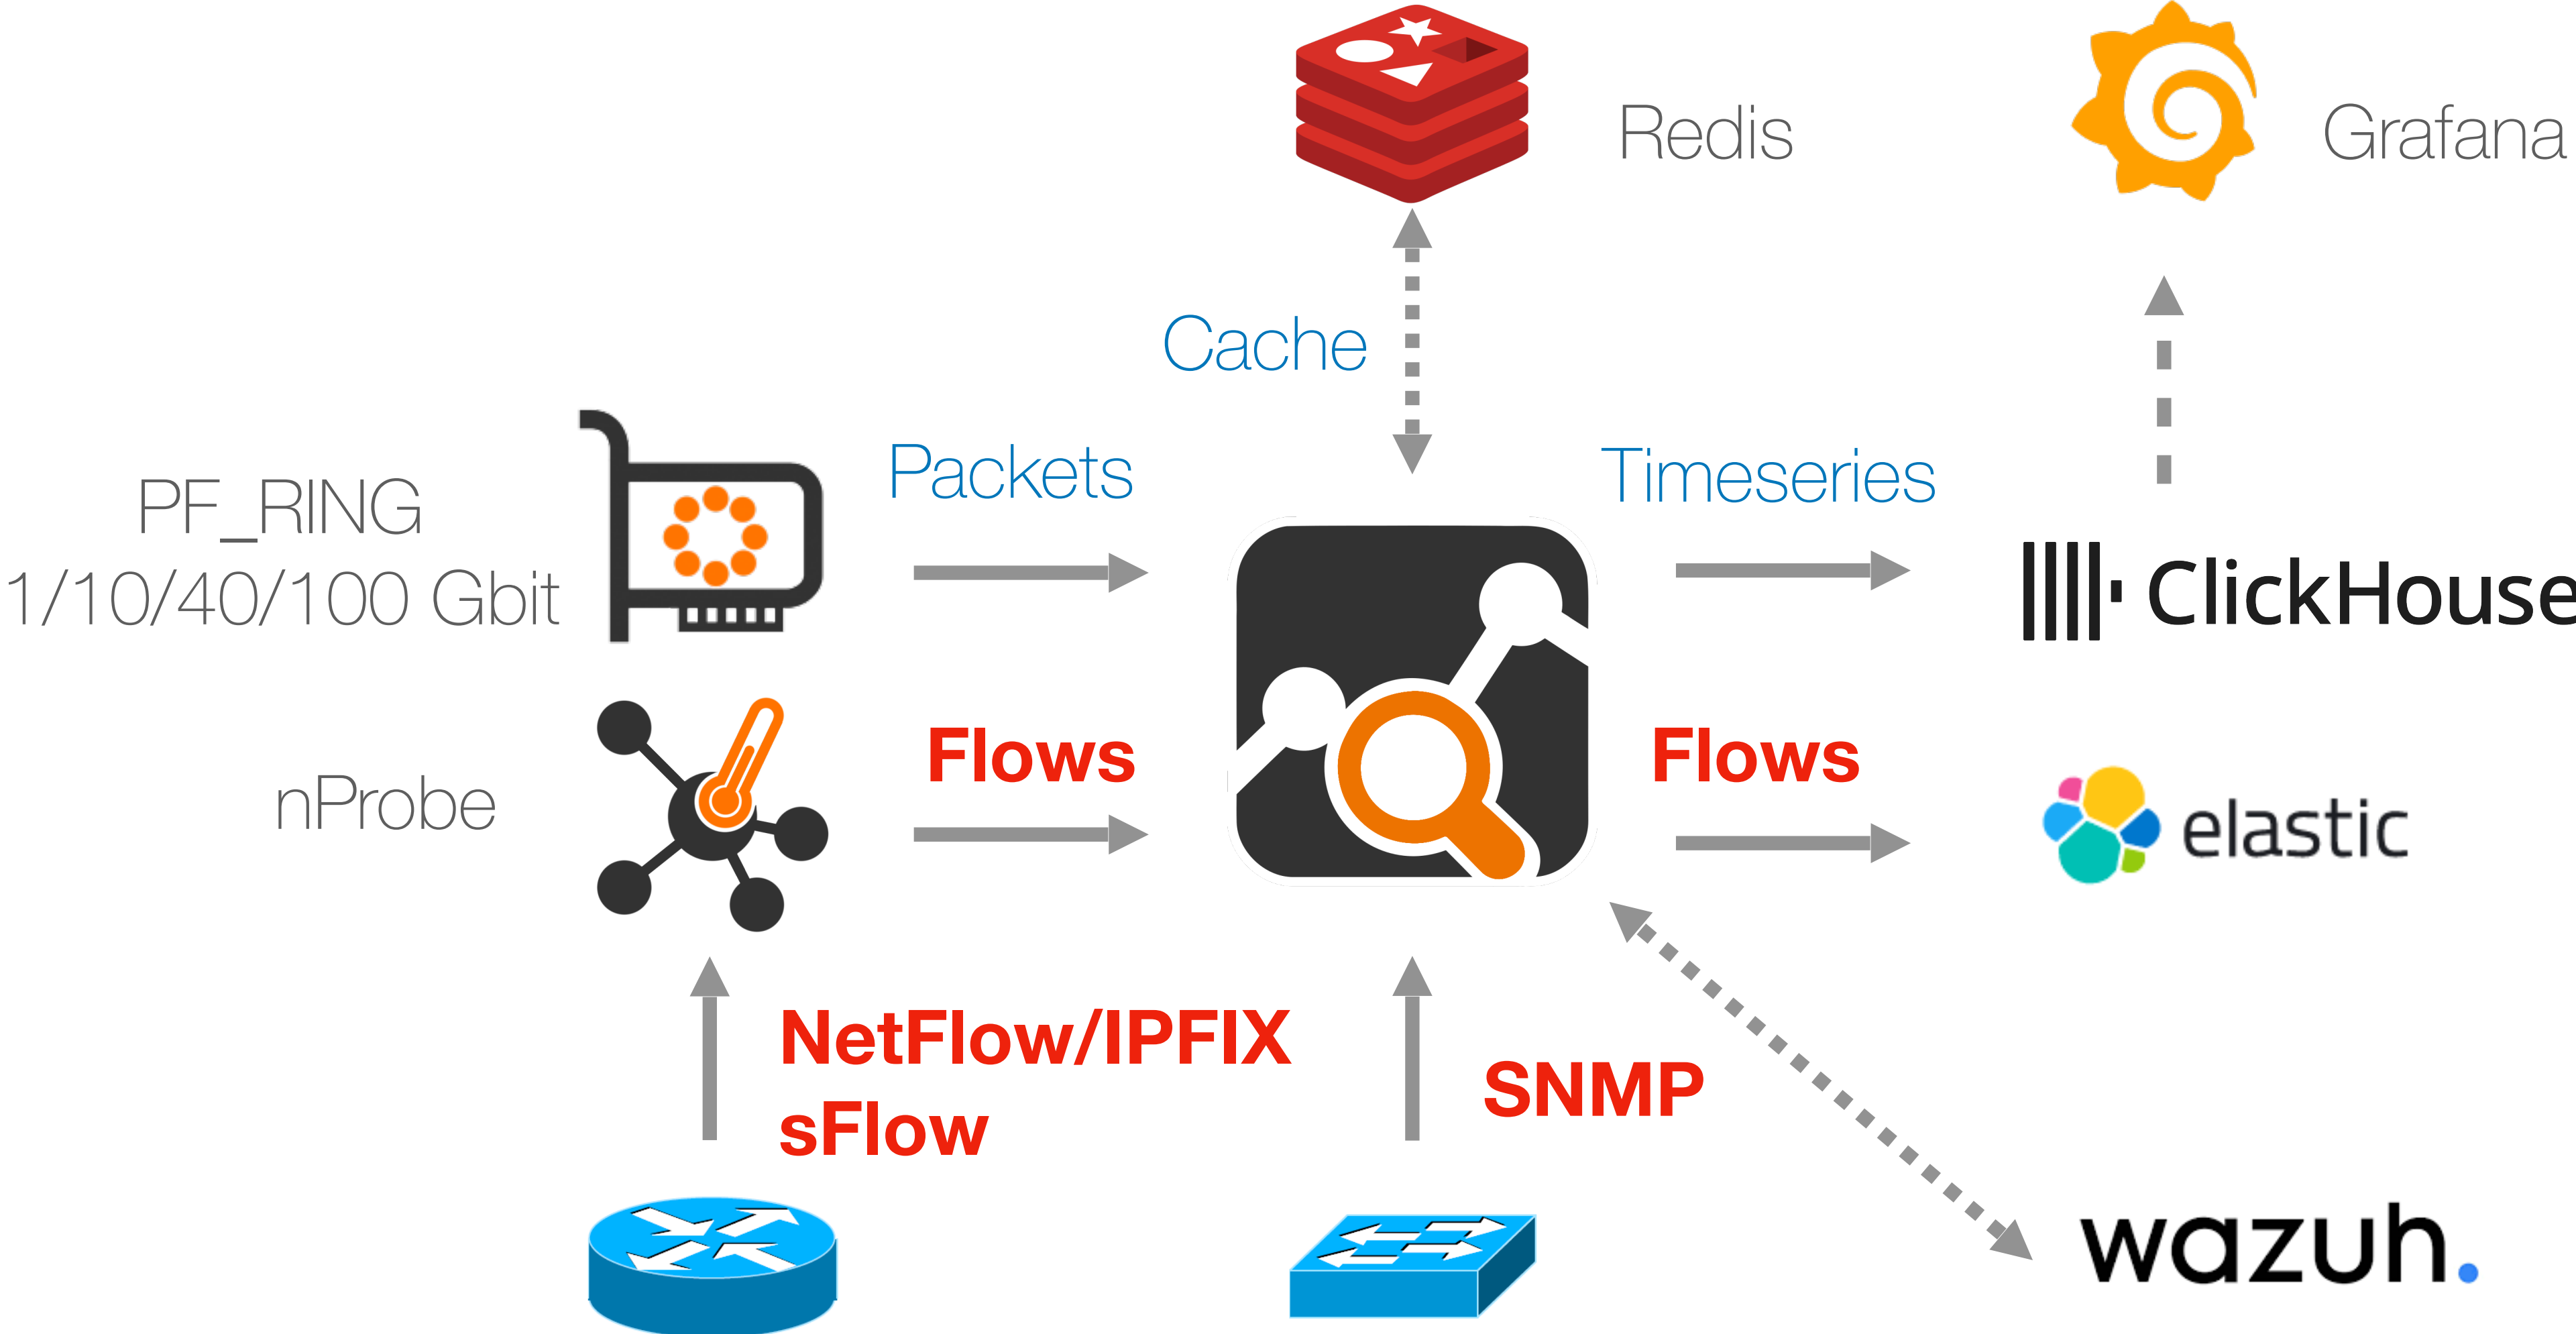 Redis
Grafana
Cache
Packets
Timeseries
PF_RING
1/10/40/100 Gbit
ClickHouse
Flows
Flows
nProbe
elastic
NetFlow/IPFIX
sFlow
SNMP
wazuh.